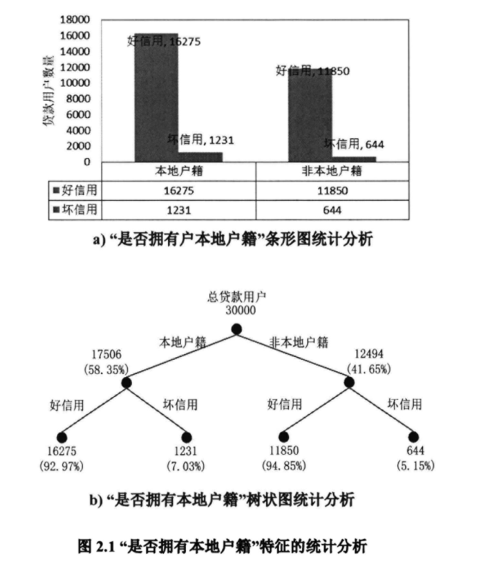 18000
16000
14000
12000
10000
8000
6000
4000
2000
0
贷款用户数量
好信用, 16275
坏信用, 1231
好信用, 11850
坏信用, 644
本地户籍 非本地户籍
好信用 16275 11850
坏信用 1231 644
a) “是否拥有户本地户籍”条形图统计分析
总贷款用户
30000
本地户籍 非本地户籍
17506 12494
(58.35%) (41.65%)
好信用 坏信用 好信用 坏信用
16275 1231 11850 644
(92.97%) (7.03%) (94.85%) (5.15%)
b) “是否拥有本地户籍”树状图统计分析
图 2.1 “是否拥有本地户籍”特征的统计分析